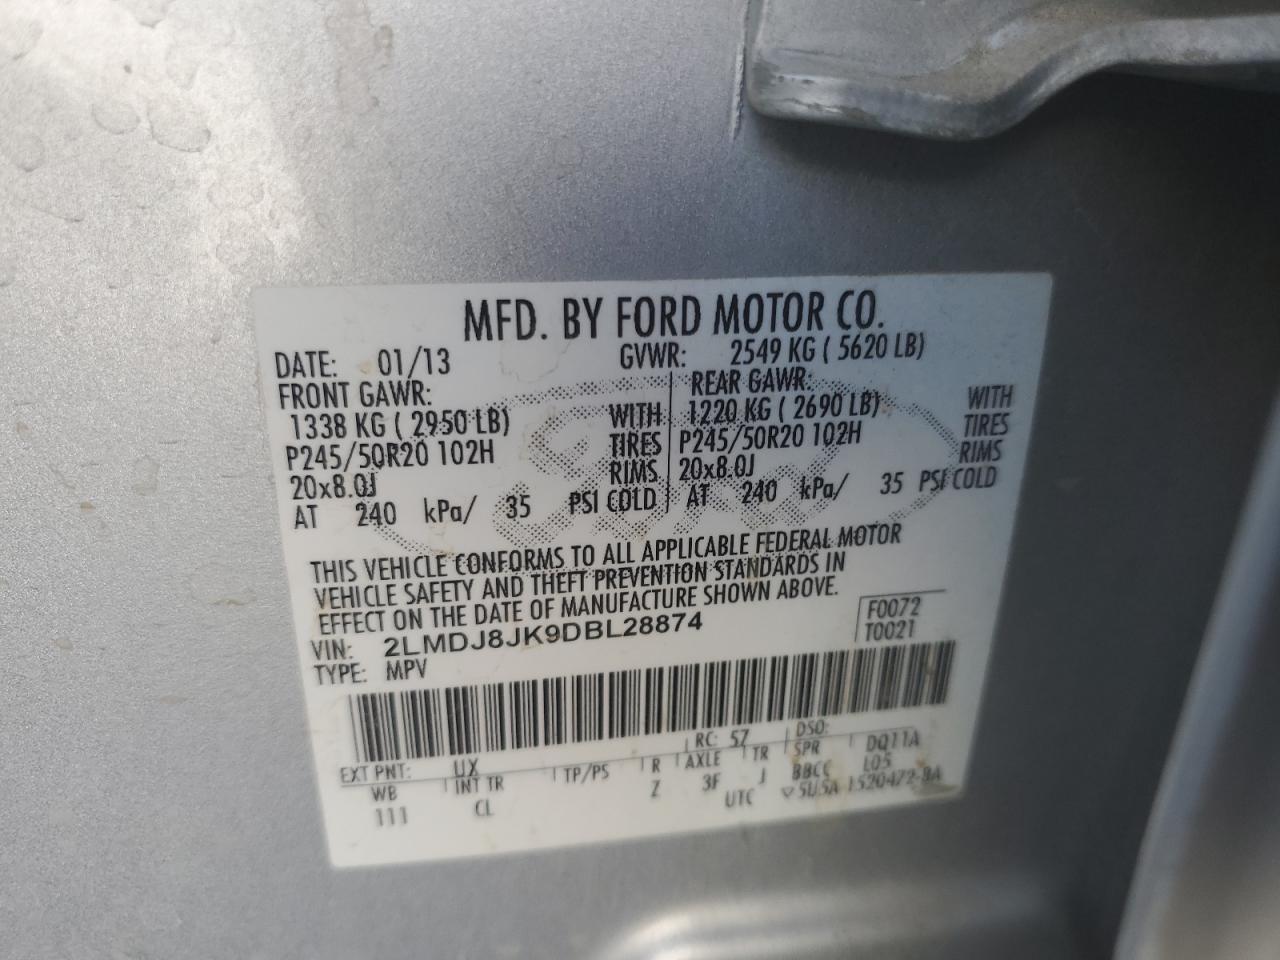 MFD. BY FORD MOTOR CO.
DATE: 01/13 GVWR: 2549 KG ( 5620 LB)
FRONT GAWR: REAR GAWR:
1338 KG ( 2950 LB) WITH 1220 KG ( 2690 LB) WITH
P245/50R20 102H TIRES P245/50R20 102H TIRES
20x8.0J RIMS 20x8.0J RIMS
AT 240 kPa/ 35 PSI COLD AT 240 kPa/ 35 PSI COLD
THIS VEHICLE CONFORMS TO ALL APPLICABLE FEDERAL MOTOR
VEHICLE SAFETY AND THEFT PREVENTION STANDARDS IN
EFFECT ON THE DATE OF MANUFACTURE SHOWN ABOVE.
F0072
VIN: 2LMDJ8JK9DBL28874 T0021
TYPE: MPV
EXT PNT: UX RC: 57 DSO:
WB INT TR TP/PS R AXLE TR SPR DQ11A
111 CL Z 3F J BBCC L05
UTC ▽5U5A 1520472-BA